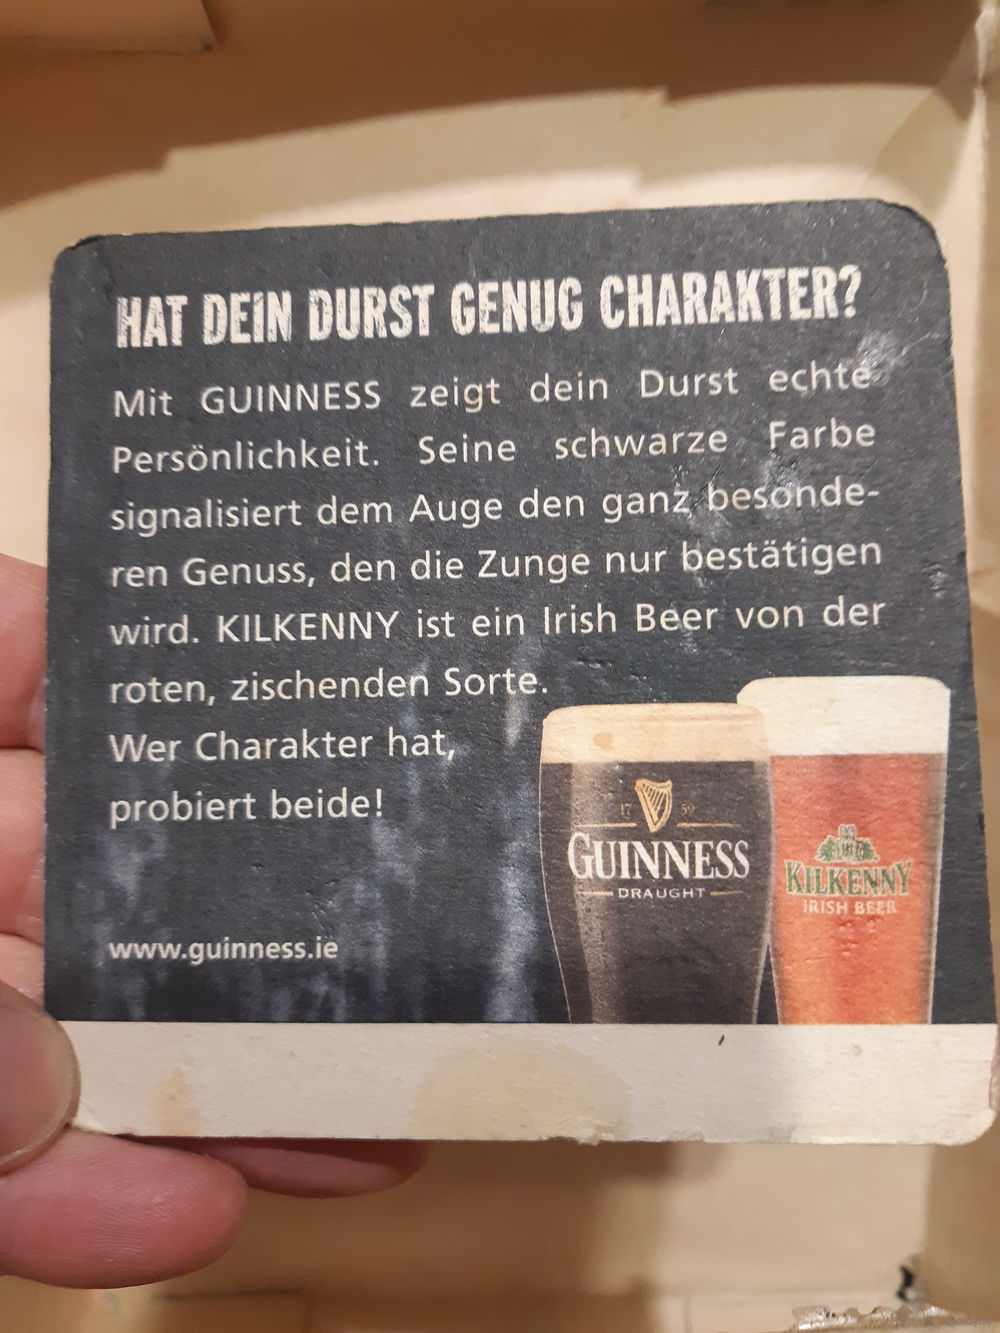 HAT DEIN DURST GENUG CHARAKTER?
Mit GUINNESS zeigt dein Durst echte
Persönlichkeit. Seine schwarze Farbe
signalisiert dem Auge den ganz besonde-
ren Genuss, den die Zunge nur bestätigen
wird. KILKENNY ist ein Irish Beer von der
roten, zischenden Sorte.
Wer Charakter hat,
probiert beide!
17 59
GUINNESS
DRAUGHT
KILKENNY
IRISH BEER
www.guinness.ie